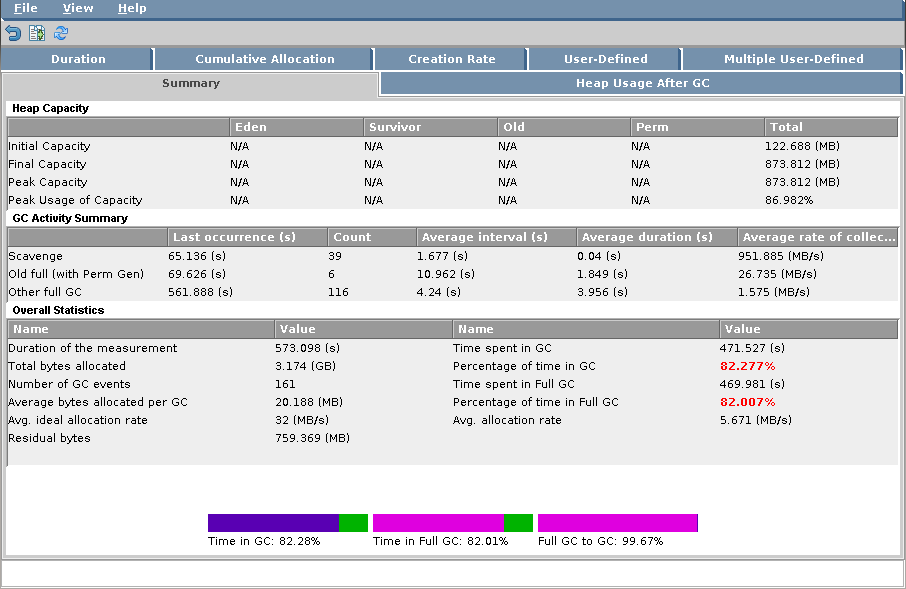 File View Help
Duration Cumulative Allocation Creation Rate User-Defined Multiple User-Defined
Summary Heap Usage After GC
Heap Capacity
Eden Survivor Old Perm Total
Initial Capacity N/A N/A N/A N/A 122.688 (MB)
Final Capacity N/A N/A N/A N/A 873.812 (MB)
Peak Capacity N/A N/A N/A N/A 873.812 (MB)
Peak Usage of Capacity N/A N/A N/A N/A 86.982%
GC Activity Summary
Last occurrence (s) Count Average interval (s) Average duration (s) Average rate of collec...
Scavenge 65.136 (s) 39 1.677 (s) 0.04 (s) 951.885 (MB/s)
Old full (with Perm Gen) 69.626 (s) 6 10.962 (s) 1.849 (s) 26.735 (MB/s)
Other full GC 561.888 (s) 116 4.24 (s) 3.956 (s) 1.575 (MB/s)
Overall Statistics
Name Value Name Value
Duration of the measurement 573.098 (s) Time spent in GC 471.527 (s)
Total bytes allocated 3.174 (GB) Percentage of time in GC 82.277%
Number of GC events 161 Time spent in Full GC 469.981 (s)
Average bytes allocated per GC 20.188 (MB) Percentage of time in Full GC 82.007%
Avg. ideal allocation rate 32 (MB/s) Avg. allocation rate 5.671 (MB/s)
Residual bytes 759.369 (MB)
Time in GC: 82.28% Time in Full GC: 82.01% Full GC to GC: 99.67%